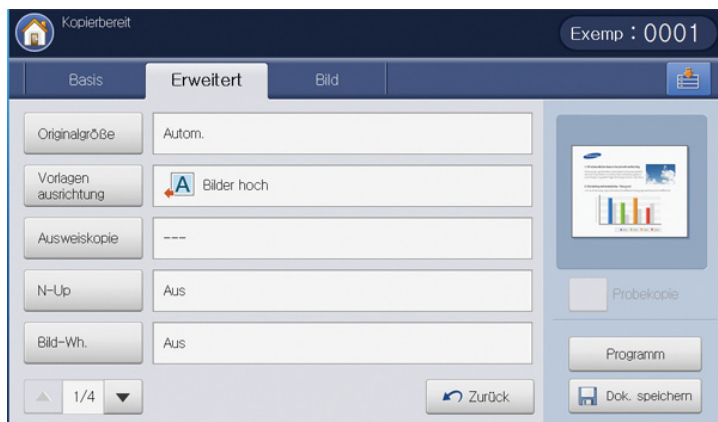 Kopierbereit
Exemp : 0001
Basis
Erweitert
Bild
Originalgröße
Autom.
Vorlagen
ausrichtung
A
Bilder hoch
Ausweiskopie
---
N-Up
Aus
Bild-Wh.
Aus
Probekopie
Programm
1/4
Zurück
Dok. speichern